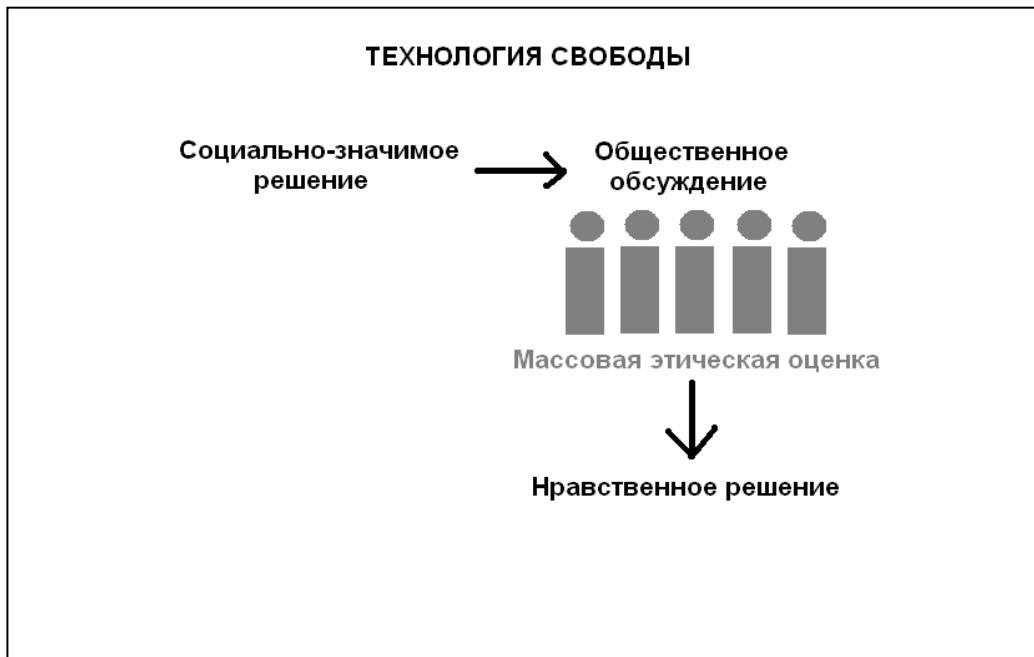 ТЕХНОЛОГИЯ СВОБОДЫ
Социально-значимое
решение
Общественное
обсуждение
Массовая этическая оценка
Нравственное решение